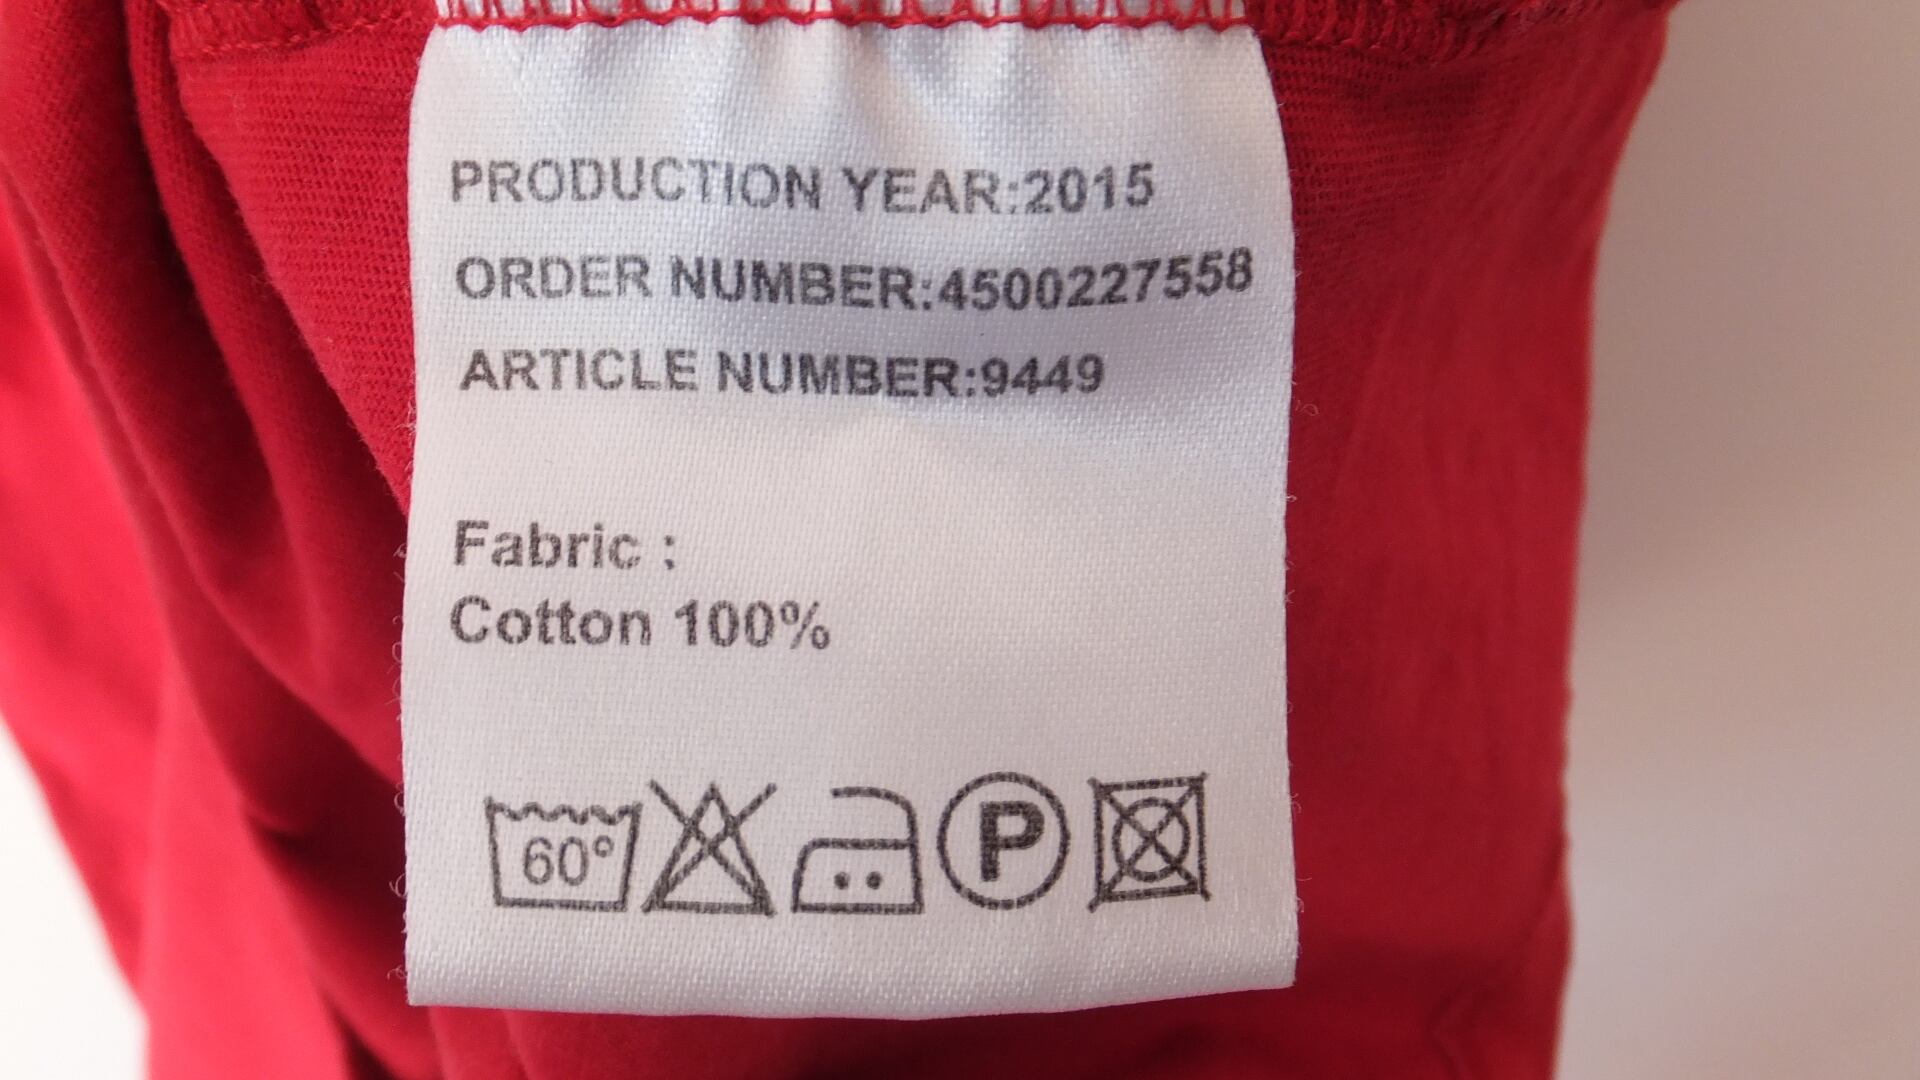 PRODUCTION YEAR:2015
ORDER NUMBER:4500227558
ARTICLE NUMBER:9449
Fabric :
Cotton 100%
60° P